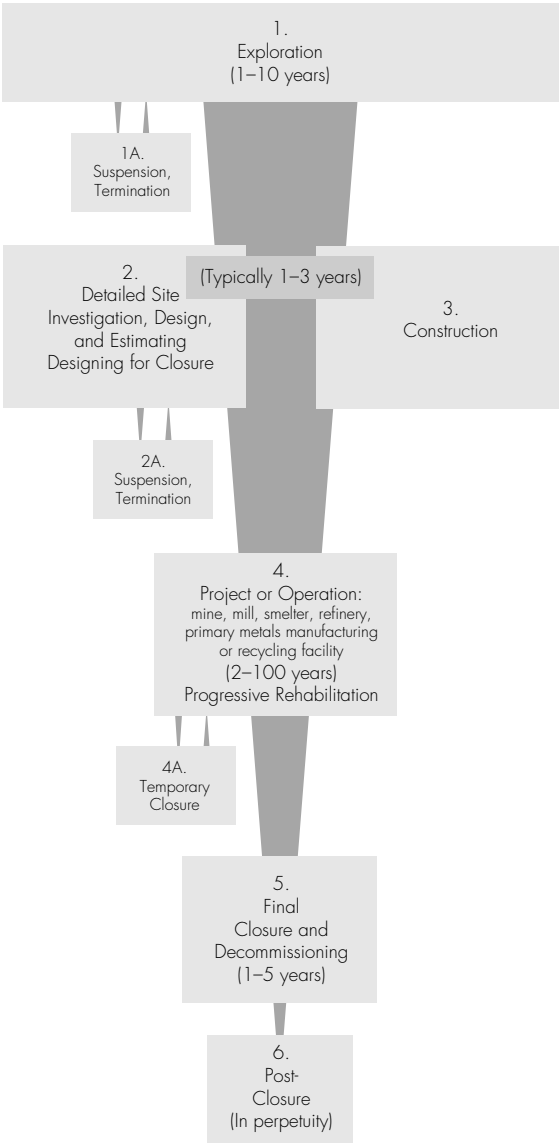 1.
Exploration
(1–10 years)
1A.
Suspension,
Termination
2.
Detailed Site
Investigation, Design,
and Estimating
Designing for Closure
(Typically 1–3 years)
3.
Construction
2A.
Suspension,
Termination
4.
Project or Operation:
mine, mill, smelter, refinery,
primary metals manufacturing
or recycling facility
(2–100 years)
Progressive Rehabilitation
4A.
Temporary
Closure
5.
Final
Closure and
Decommissioning
(1–5 years)
6.
Post-
Closure
(In perpetuity)